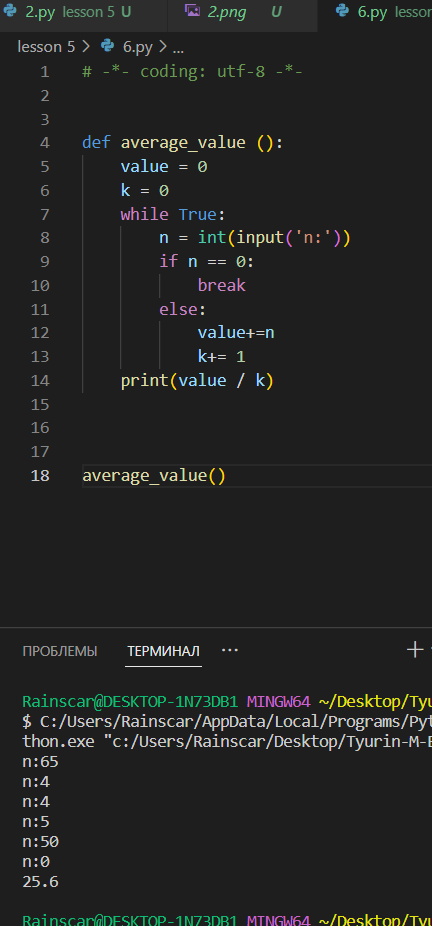 2.py lesson 5 U 2.png U 6.py lesson
lesson 5 > 6.py > ...
1 # -*- coding: utf-8 -*-
2
3
4 def average_value ():
5 value = 0
6 k = 0
7 while True:
8 n = int(input('n:'))
9 if n == 0:
10 break
11 else:
12 value+=n
13 k+= 1
14 print(value / k)
15
16
17
18 average_value()
ПРОБЛЕМЫ ТЕРМИНАЛ ···
Rainscar@DESKTOP-1N73DB1 MINGW64 ~/Desktop/Tyu
$ C:/Users/Rainscar/AppData/Local/Programs/Pyt
thon.exe "c:/Users/Rainscar/Desktop/Tyurin-M-E
n:65
n:4
n:4
n:5
n:50
n:0
25.6
Rainscar@DESKTOP-1N73DB1 MINGW64 ~/Desktop/Tyu